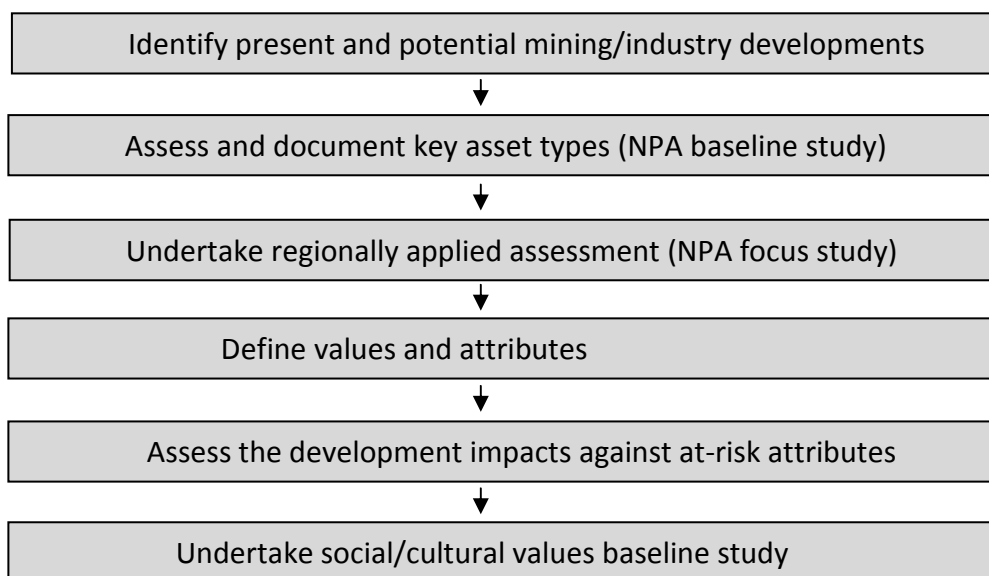 Identify present and potential mining/industry developments
Assess and document key asset types (NPA baseline study)
Undertake regionally applied assessment (NPA focus study)
Define values and attributes
Assess the development impacts against at-risk attributes
Undertake social/cultural values baseline study